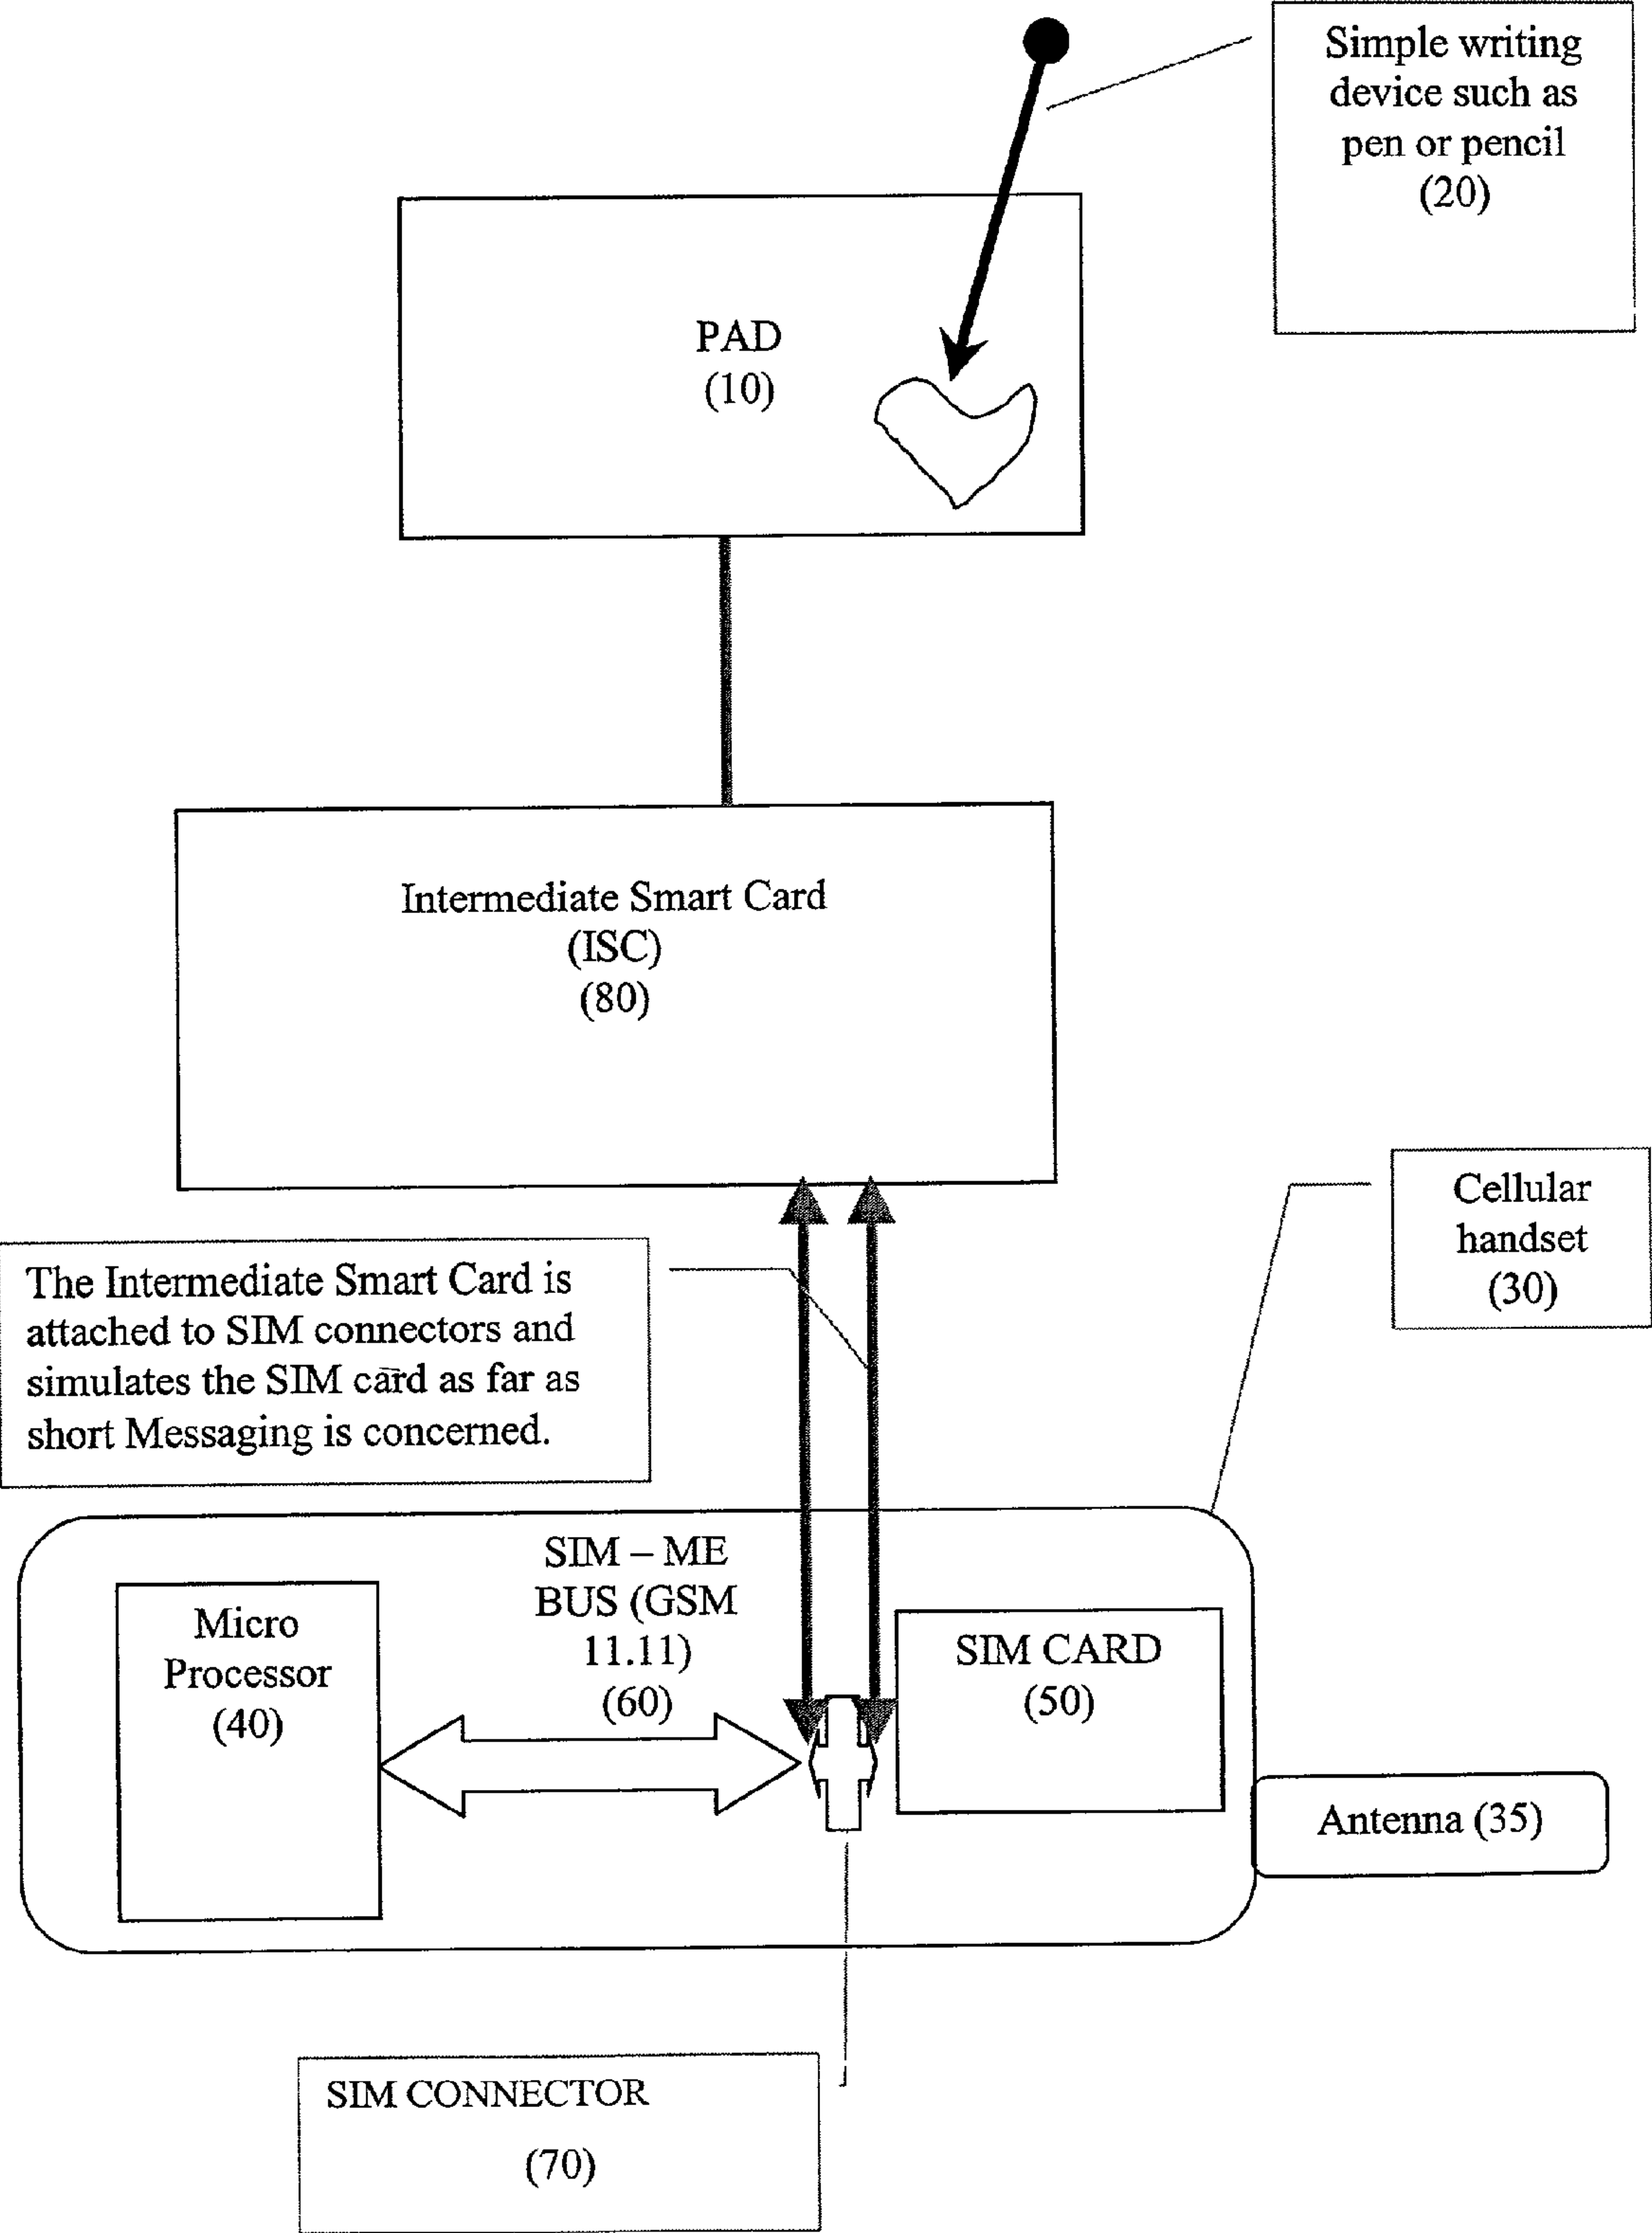 Simple writing
device such as
pen or pencil
(20)
PAD
(10)
Intermediate Smart Card
(ISC)
(80)
Cellular
handset
(30)
The Intermediate Smart Card is
attached to SIM connectors and
simulates the SIM card as far as
short Messaging is concerned.
SIM – ME
BUS (GSM
11.11)
(60)
Micro
Processor
(40)
SIM CARD
(50)
Antenna (35)
SIM CONNECTOR
(70)